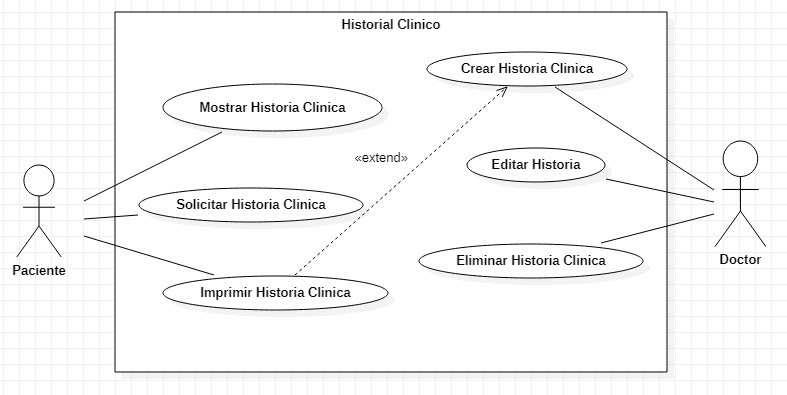 Historial Clinico
Crear Historia Clinica
Mostrar Historia Clinica
«extend»
Editar Historia
Solicitar Historia Clinica
Paciente
Doctor
Eliminar Historia Clinica
Imprimir Historia Clinica